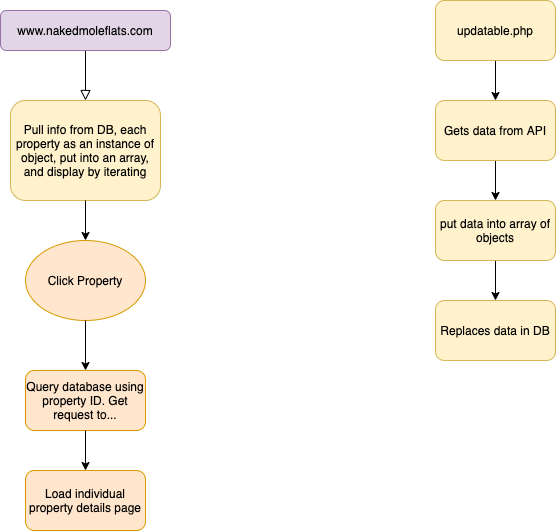 www.nakedmoleflats.com
Pull info from DB, each
property as an instance of
object, put into an array,
and display by iterating
Click Property
Query database using
property ID. Get
request to...
Load individual
property details page
updatable.php
Gets data from API
put data into array of
objects
Replaces data in DB